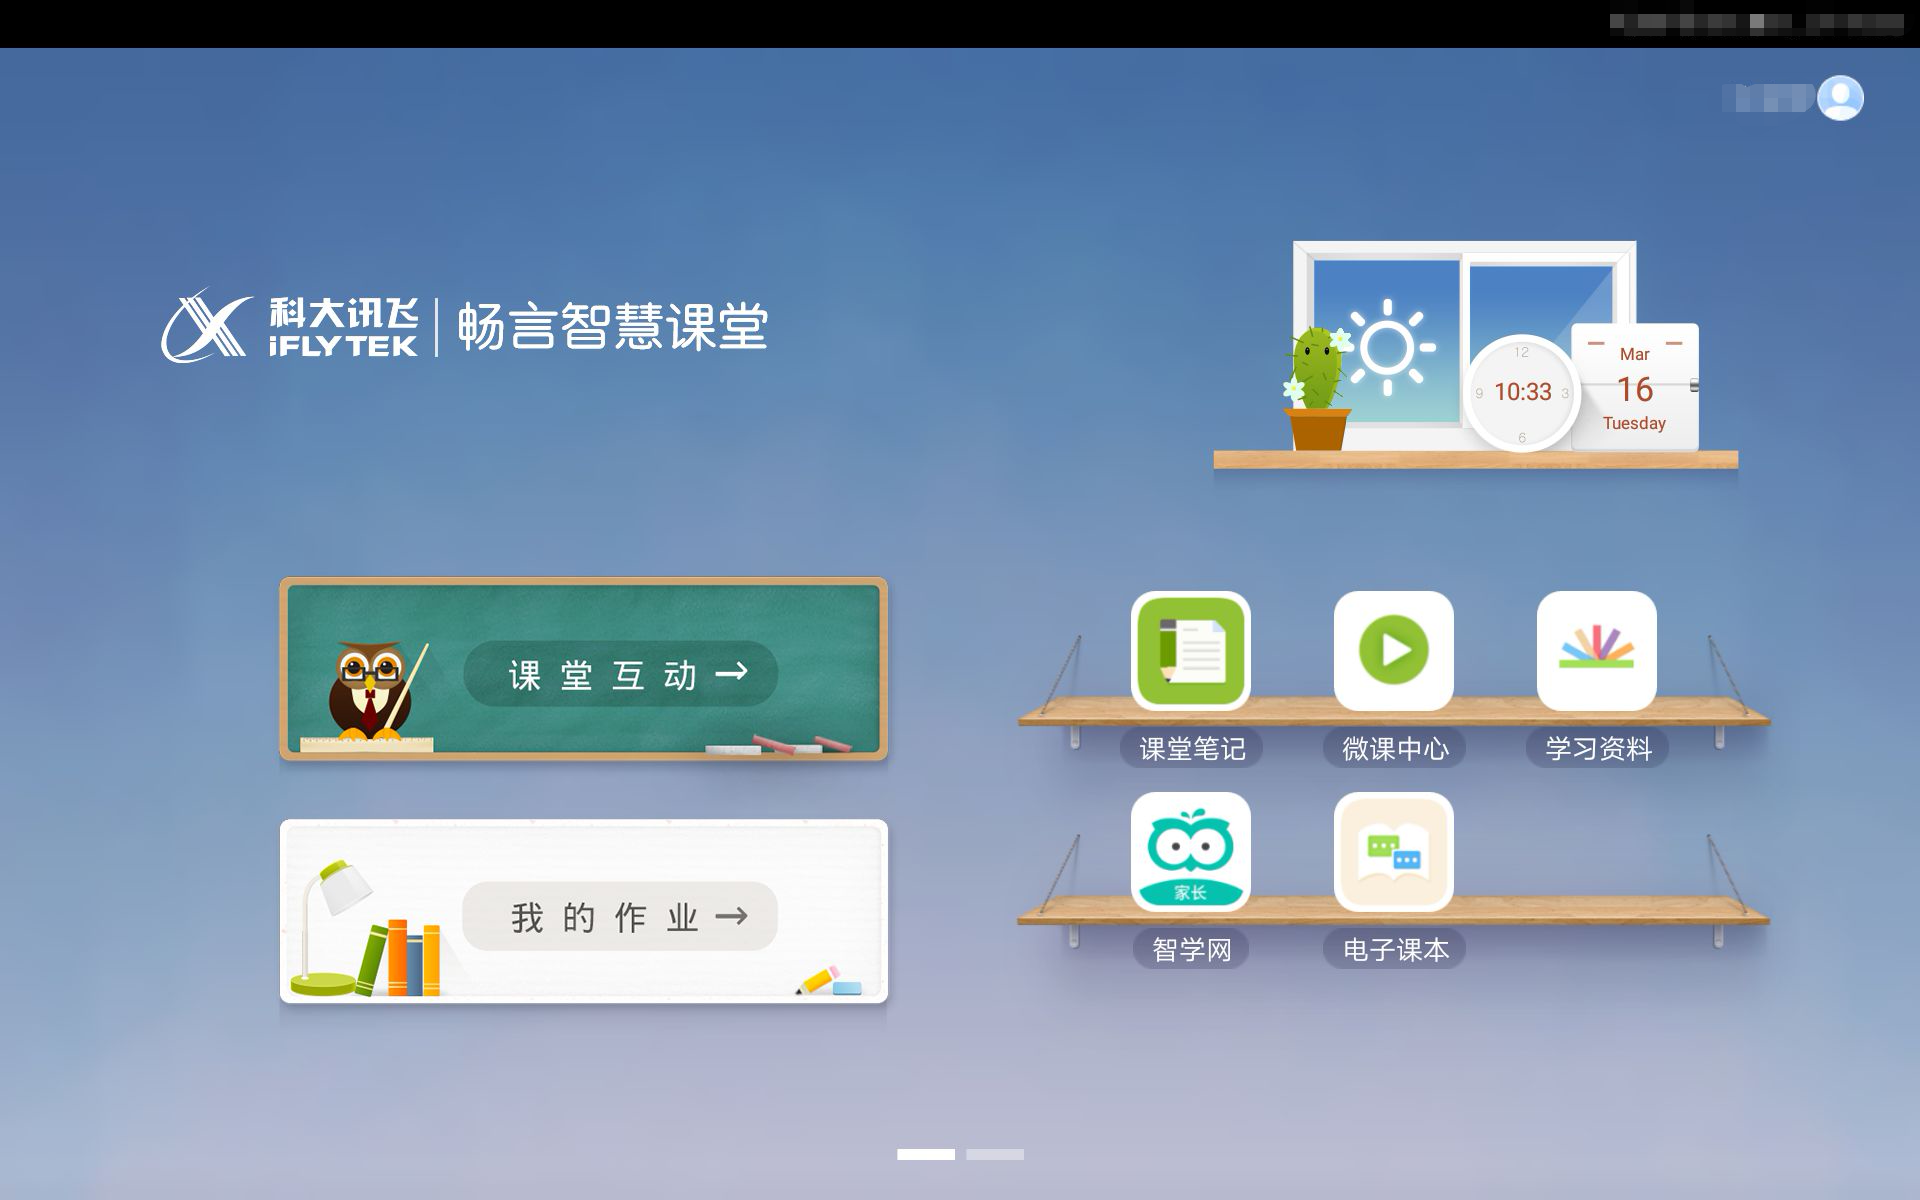 科大讯飞
iFLYTEK
畅言智慧课堂
12
9
10:33
3
6
Mar
16
Tuesday
课堂互动→
我的作业→
课堂笔记
微课中心
学习资料
家长
智学网
电子课本